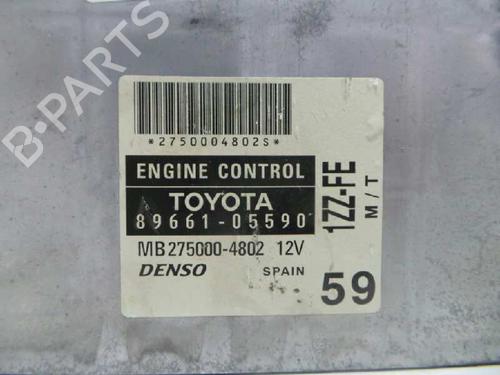 *2750004802S*
ENGINE CONTROL
TOYOTA
89661-05590
MB275000-4802 12V
DENSO SPAIN
1ZZ-FE
M/T
59
B-PARTS